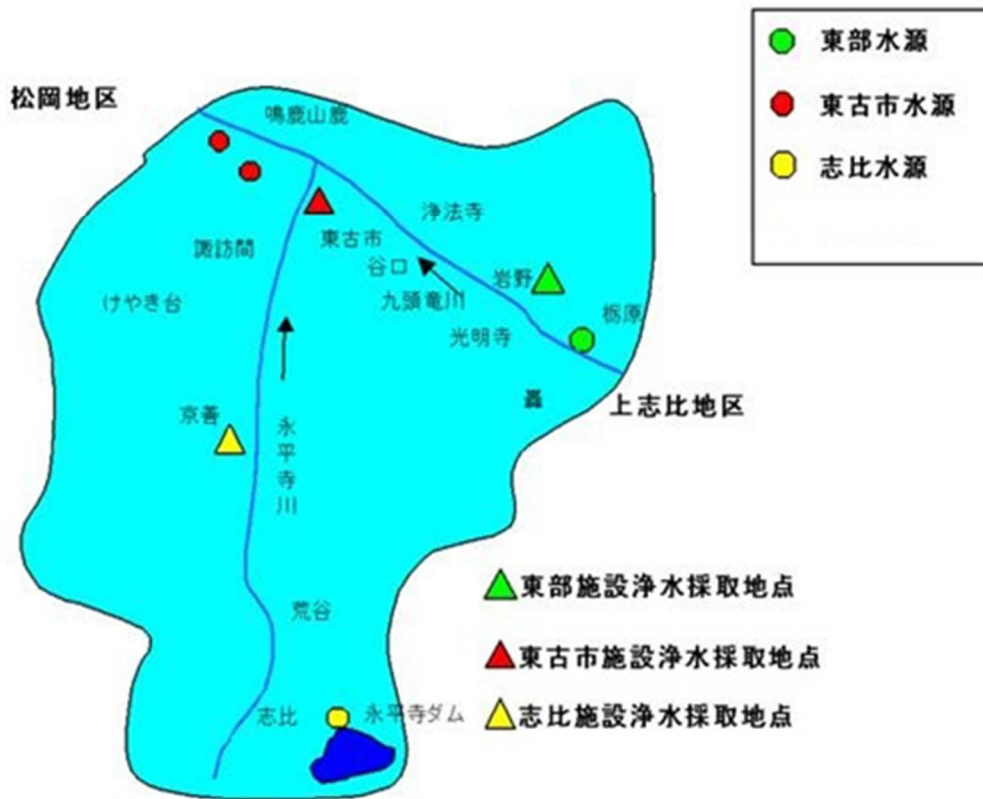 東部水源
東古市水源
志比水源
松岡地区
鳴鹿山鹿
浄法寺
東古市
諏訪間
谷口
岩野
けやき台
九頭竜川
栃原
光明寺
轟
上志比地区
京善
永平寺川
東部施設浄水採取地点
荒谷
東古市施設浄水採取地点
志比
永平寺ダム
志比施設浄水採取地点